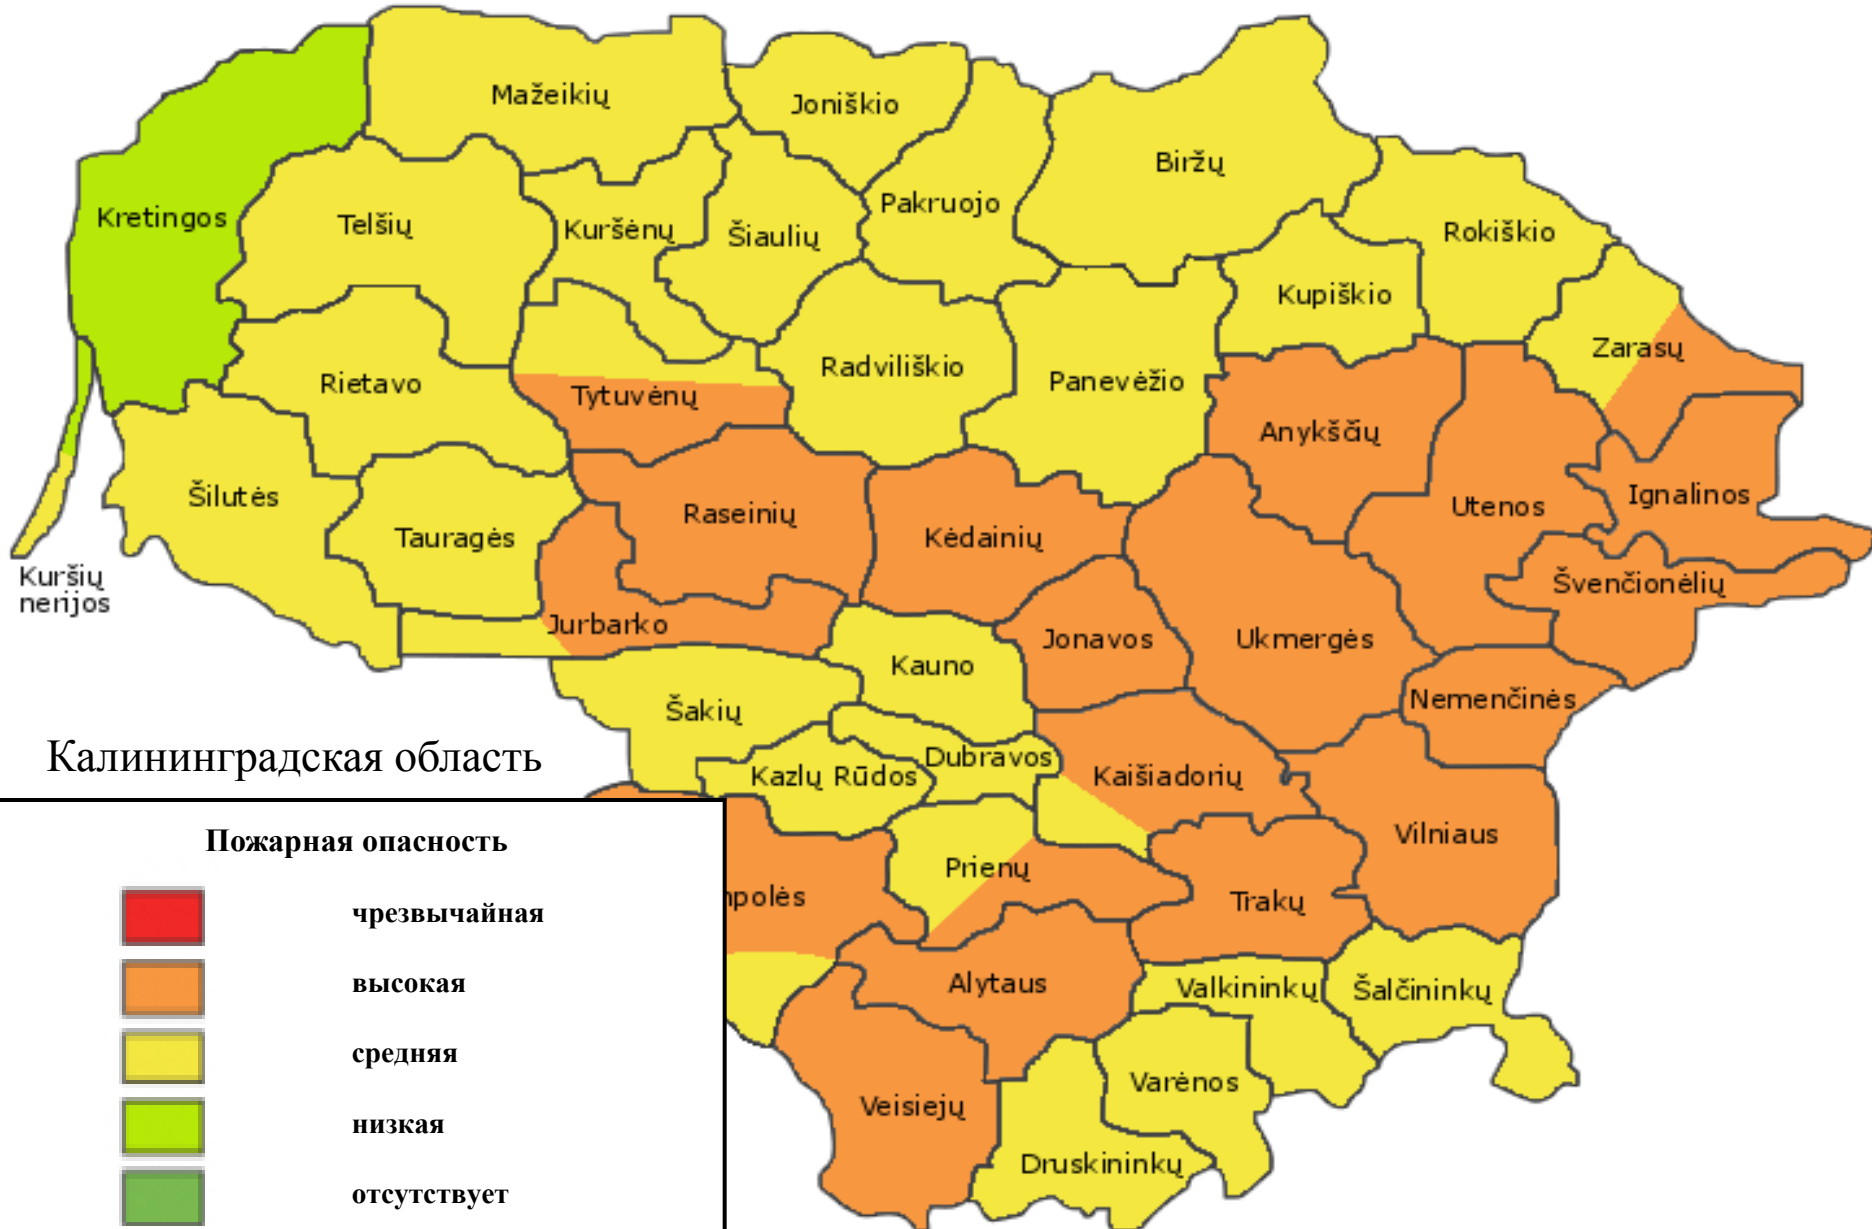 Mažeikių
Joniškio
Biržų
Kretingos
Telšių
Kuršėnų
Šiaulių
Pakruojo
Rokiškio
Kupiškio
Zarasų
Rietavo
Tytuvėnų
Radviliškio
Panevėžio
Anykščių
Šilutės
Tauragės
Raseinių
Kėdainių
Utenos
Ignalinos
Kuršių
nerijos
Švenčionėlių
Jurbarko
Kauno
Jonavos
Ukmergės
Šakių
Nemenčinės
Калининградская область
Kazlų Rūdos
Dubravos
Kaišiadorių
Vilniaus
Prienų
Trakų
mpolės
Alytaus
Valkininkų
Šalčininkų
Veisiejų
Varėnos
Druskininkų
Пожарная опасность
чрезвычайная
высокая
средняя
низкая
отсутствует